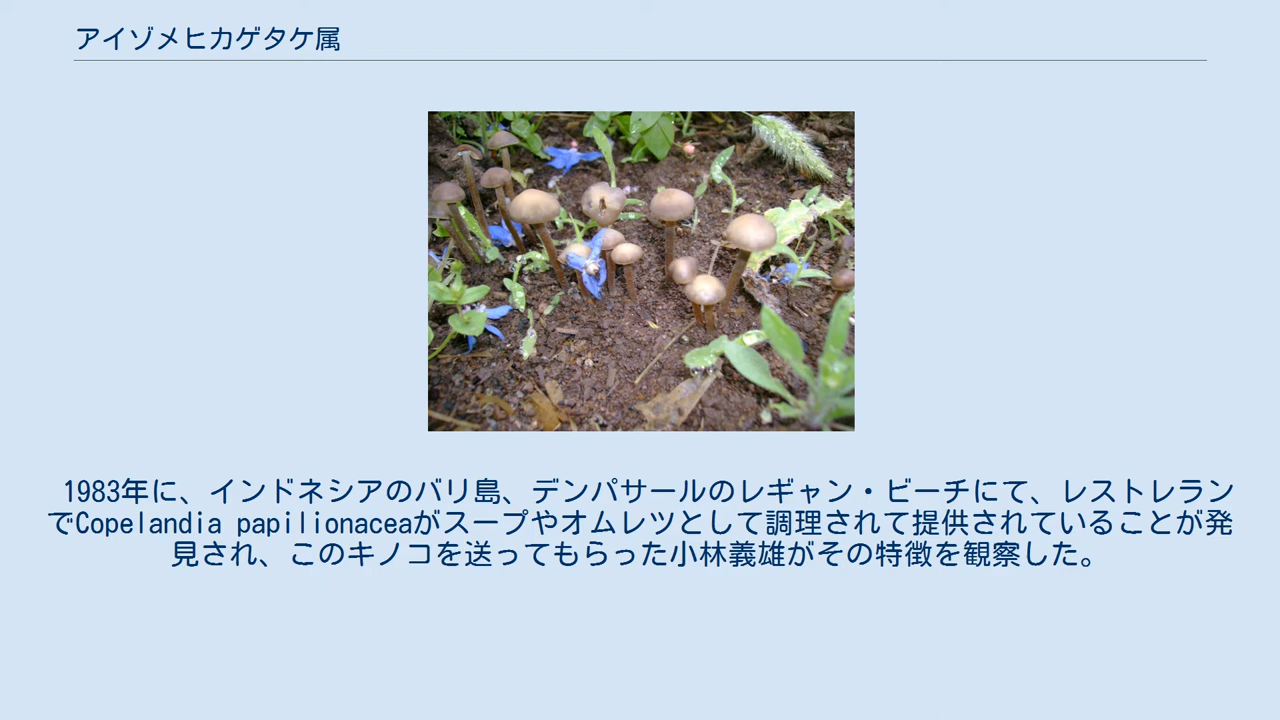 アイゾメヒカゲタケ属
1983年に、インドネシアのバリ島、デンパサールのレギャン・ビーチにて、レストレラン
でCopelandia papilionaceaがスープやオムレツとして調理されて提供されていることが発
見され、このキノコを送ってもらった小林義雄がその特徴を観察した。